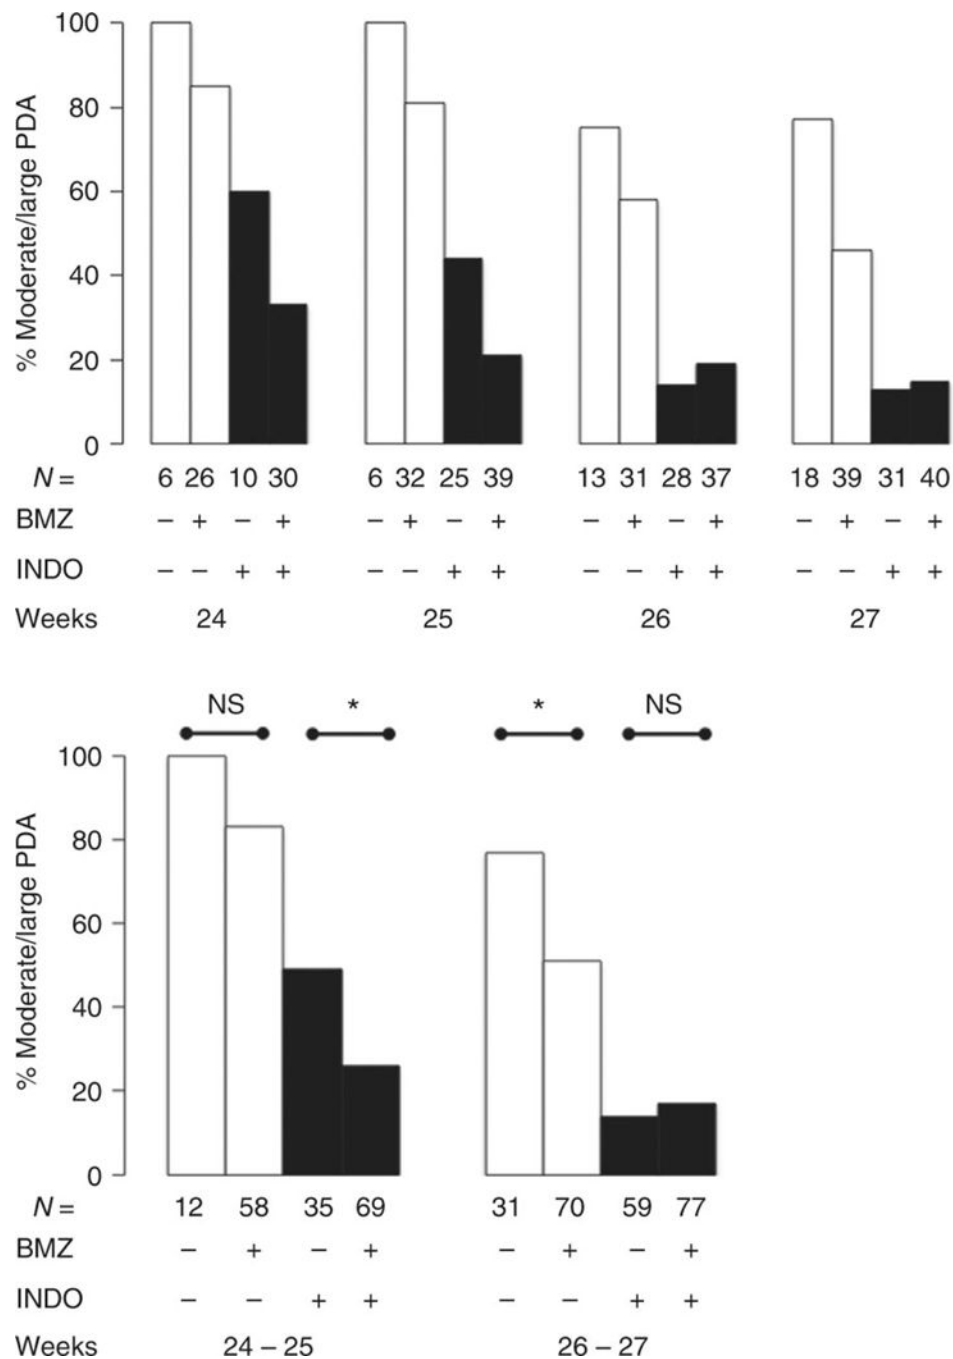 % Moderate/large PDA
100
80
60
40
20
0
N = 6 26 10 30 6 32 25 39 13 31 28 37 18 39 31 40
BMZ − + − + − + − + − + − + − + − +
INDO − − + + − − + + − − + + − − + +
Weeks 24 25 26 27
NS * * NS
% Moderate/large PDA
100
80
60
40
20
0
N = 12 58 35 69 31 70 59 77
BMZ − + − + − + − +
INDO − − + + − − + +
Weeks 24 – 25 26 – 27